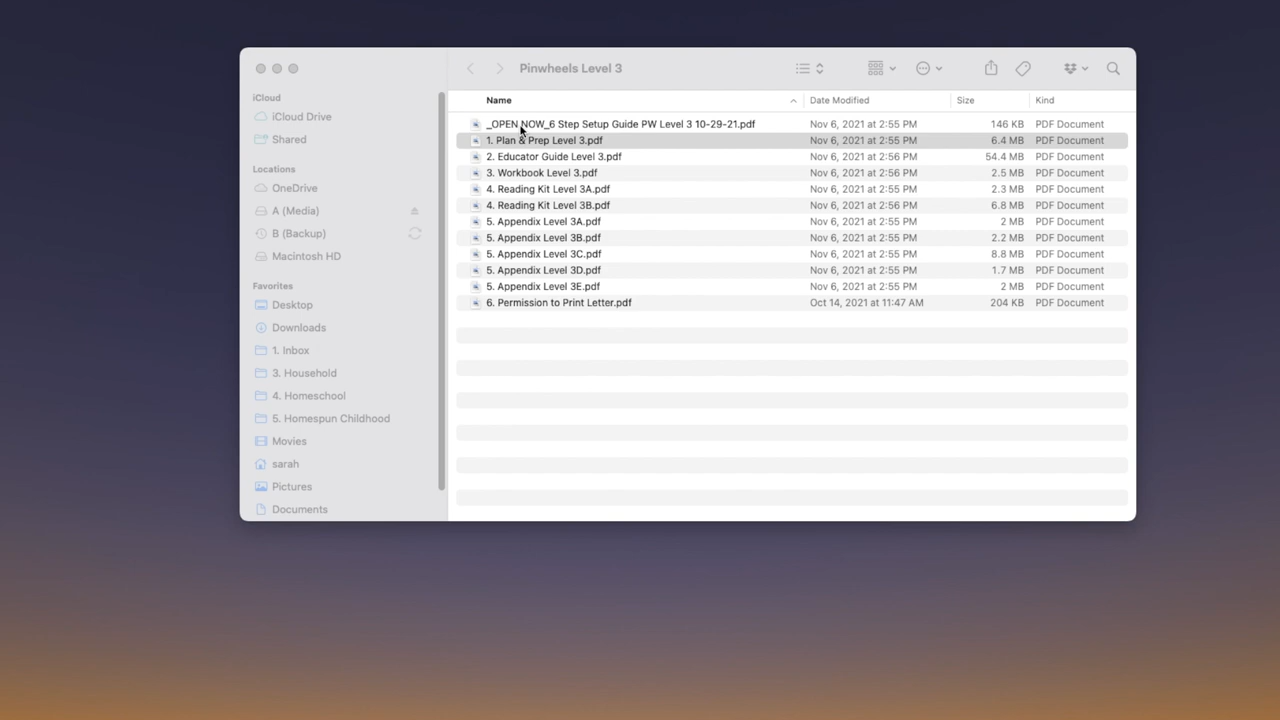 Pinwheels Level 3
iCloud
iCloud Drive
Shared
Locations
OneDrive
A (Media)
B (Backup)
Macintosh HD
Favorites
Desktop
Downloads
1. Inbox
3. Household
4. Homeschool
5. Homespun Childhood
Movies
sarah
Pictures
Documents
Name Date Modified Size Kind
_OPEN NOW_6 Step Setup Guide PW Level 3 10-29-21.pdf Nov 6, 2021 at 2:55 PM 146 KB PDF Document
1. Plan & Prep Level 3.pdf Nov 6, 2021 at 2:55 PM 6.4 MB PDF Document
2. Educator Guide Level 3.pdf Nov 6, 2021 at 2:56 PM 54.4 MB PDF Document
3. Workbook Level 3.pdf Nov 6, 2021 at 2:56 PM 2.5 MB PDF Document
4. Reading Kit Level 3A.pdf Nov 6, 2021 at 2:55 PM 2.3 MB PDF Document
4. Reading Kit Level 3B.pdf Nov 6, 2021 at 2:56 PM 6.8 MB PDF Document
5. Appendix Level 3A.pdf Nov 6, 2021 at 2:55 PM 2 MB PDF Document
5. Appendix Level 3B.pdf Nov 6, 2021 at 2:55 PM 2.2 MB PDF Document
5. Appendix Level 3C.pdf Nov 6, 2021 at 2:55 PM 8.8 MB PDF Document
5. Appendix Level 3D.pdf Nov 6, 2021 at 2:55 PM 1.7 MB PDF Document
5. Appendix Level 3E.pdf Nov 6, 2021 at 2:55 PM 2 MB PDF Document
6. Permission to Print Letter.pdf Oct 14, 2021 at 11:47 AM 204 KB PDF Document